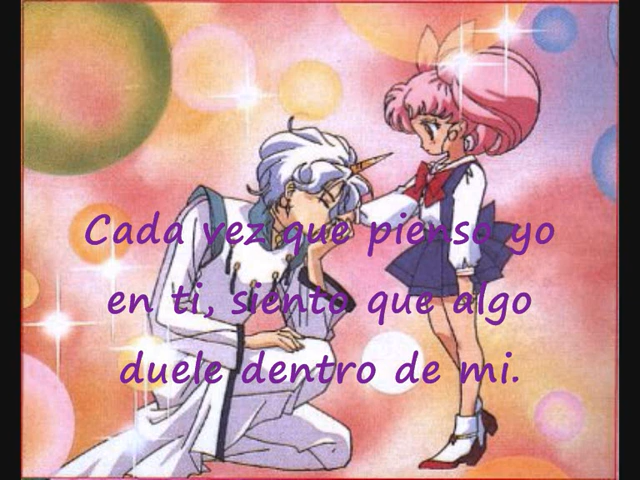 Cada vez que pienso yo
en ti, siento que algo
duele dentro de mi.